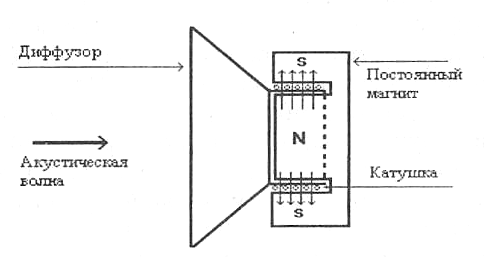 Диффузор
S
Постоянный
магнит
N
Акустическая
волна
Катушка
S